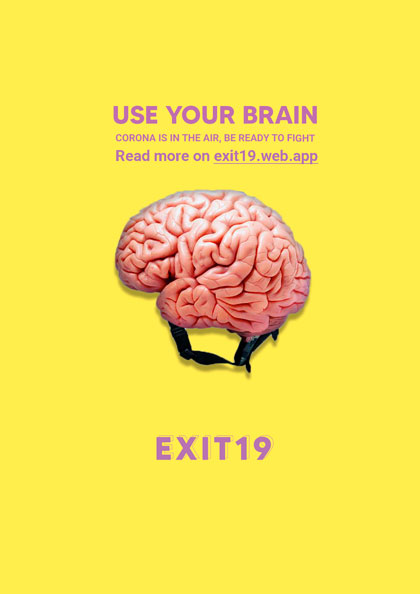 USE YOUR BRAIN
CORONA IS IN THE AIR, BE READY TO FIGHT
Read more on exit19.web.app
EXIT19